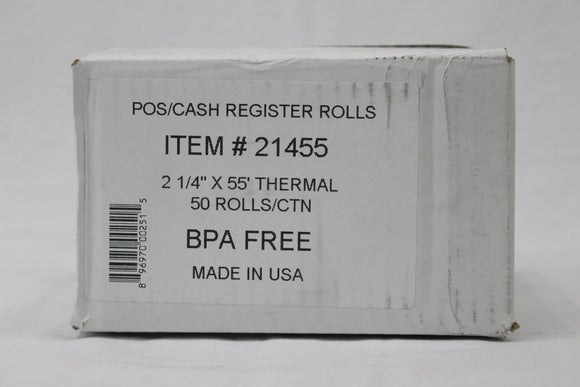 POS/CASH REGISTER ROLLS
ITEM # 21455
2 1/4" X 55' THERMAL
50 ROLLS/CTN
BPA FREE
MADE IN USA
8 96970 00251 5